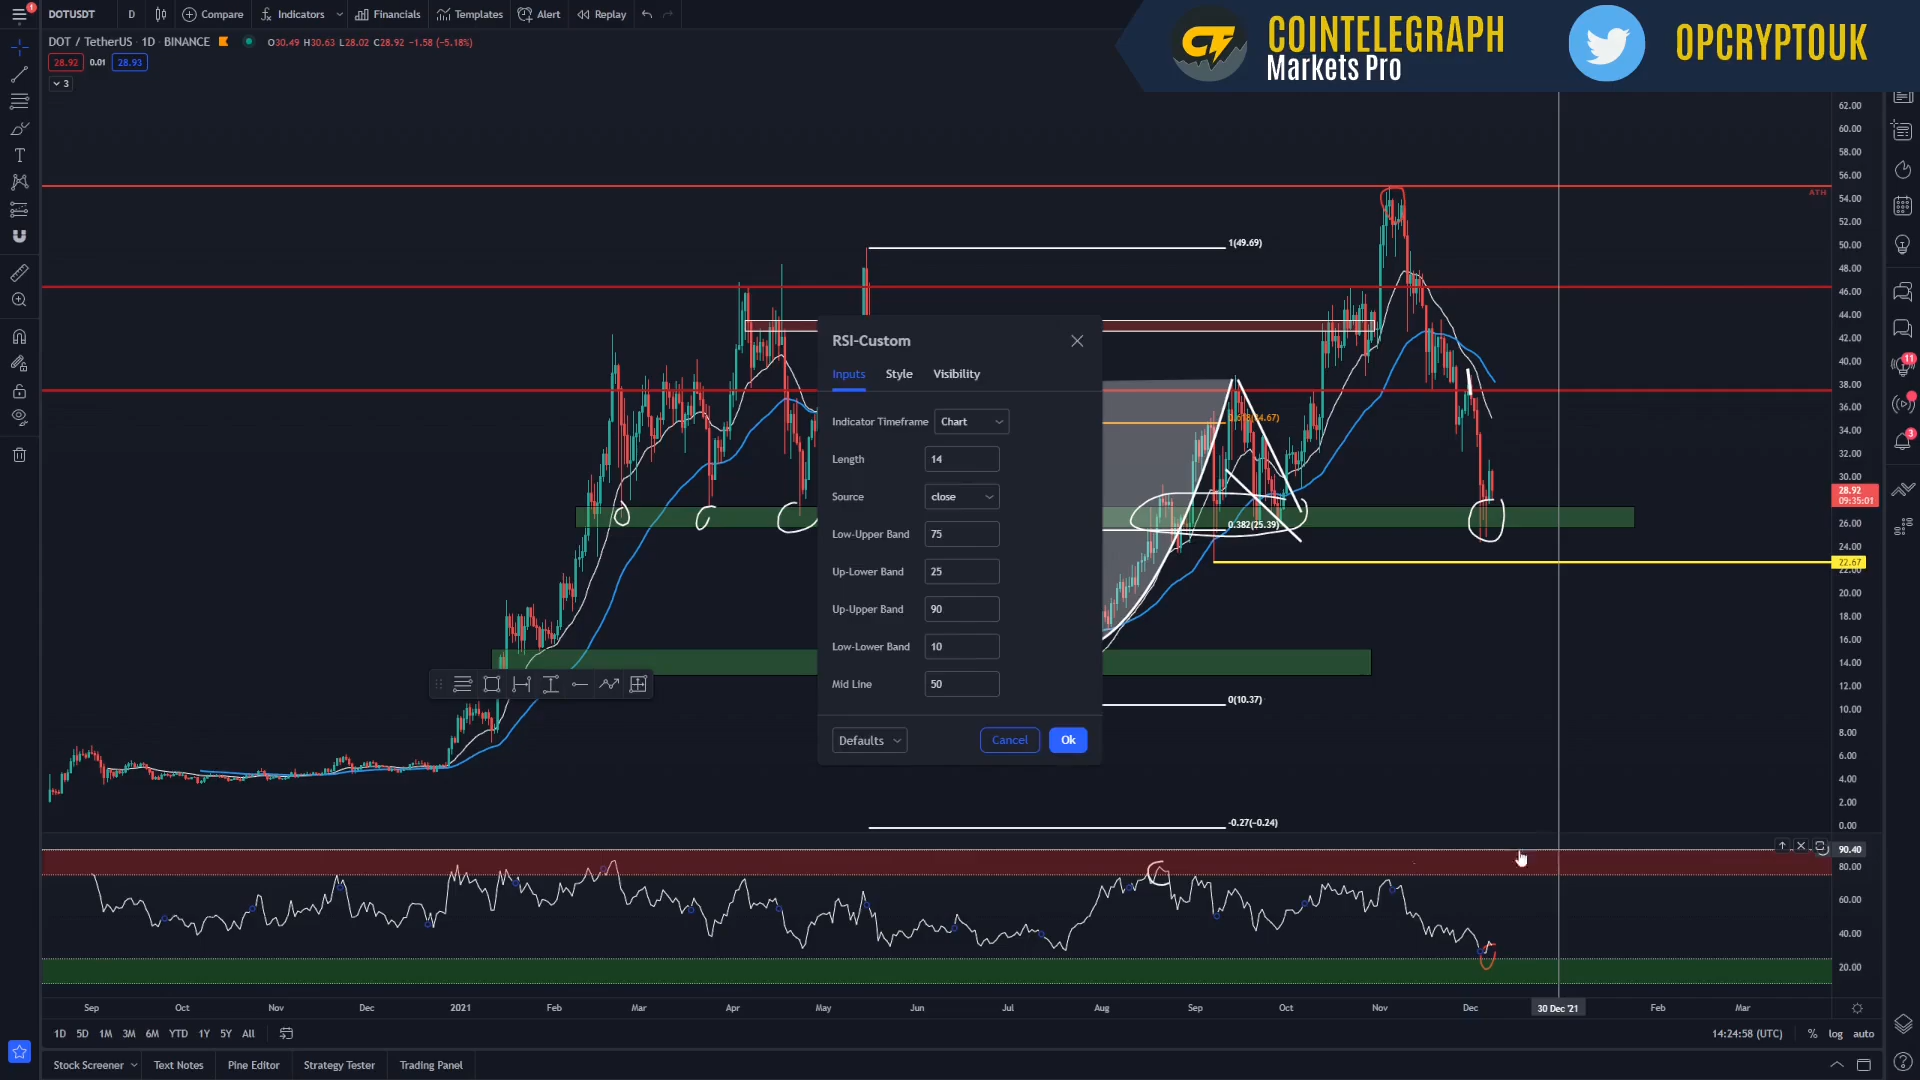 1
DOTUSDT
D
Compare
Indicators
Financials
Templates
Alert
Replay
COINTELEGRAPH
Markets Pro
OPCRYPTOUK
DOT / TetherUS · 1D · BINANCE
O30.49 H30.63 L28.02 C28.92 −1.58 (−5.18%)
28.92
0.01
28.93
3
62.00
60.00
58.00
56.00
ATH
54.00
52.00
50.00
48.00
46.00
44.00
42.00
40.00
38.00
36.00
34.00
32.00
30.00
28.92
09:35:01
26.00
24.00
22.67
22.00
20.00
18.00
16.00
14.00
12.00
10.00
8.00
6.00
4.00
2.00
0.00
1(49.69)
0.382(25.39)
0(10.37)
-0.27(−0.24)
RSI-Custom
Inputs
Style
Visibility
Indicator Timeframe
Chart
Length
14
Source
close
Low-Upper Band
75
Up-Lower Band
25
Up-Upper Band
90
Low-Lower Band
10
Mid Line
50
Defaults
Cancel
Ok
11
3
90.40
80.00
60.00
40.00
20.00
Sep
Oct
Nov
Dec
2021
Feb
Mar
Apr
May
Jun
Jul
Aug
Sep
Oct
Nov
Dec
30 Dec '21
Feb
Mar
1D
5D
1M
3M
6M
YTD
1Y
5Y
All
14:24:58 (UTC)
%
log
auto
Stock Screener
Text Notes
Pine Editor
Strategy Tester
Trading Panel